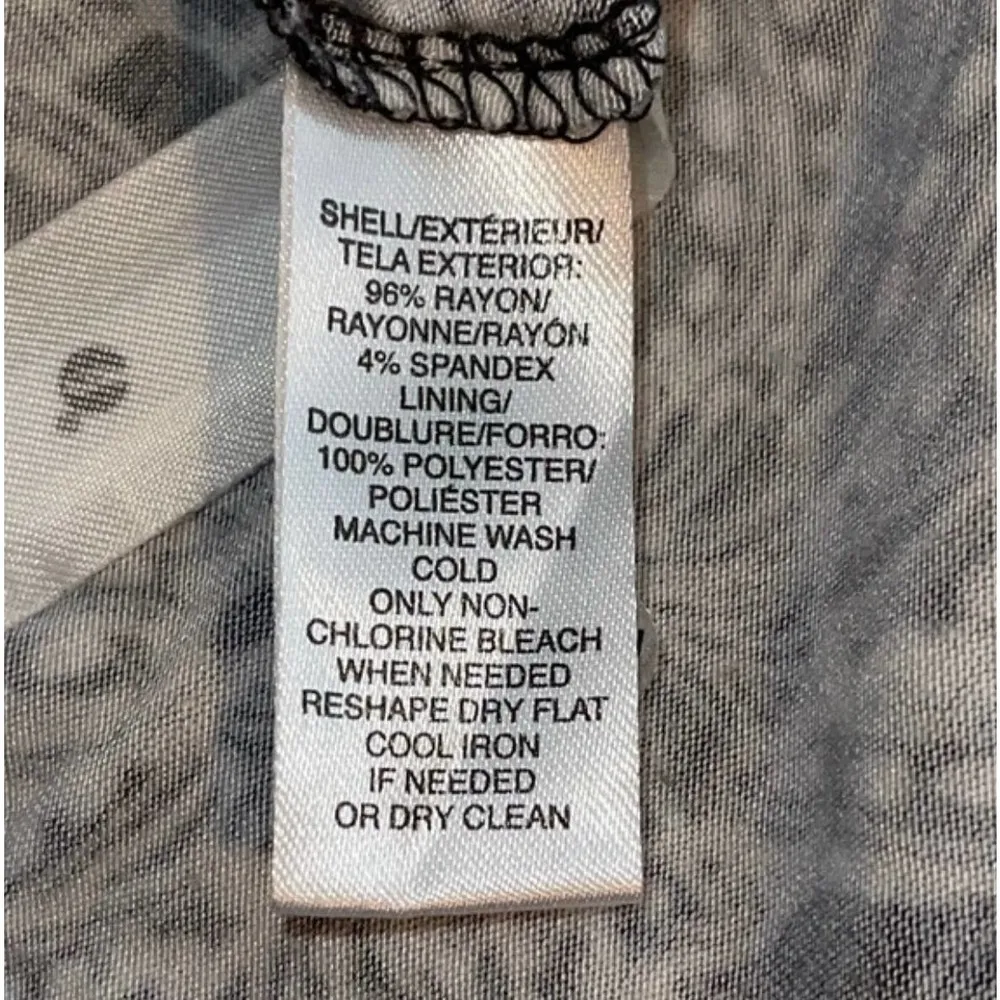 SHELL/EXTÉRIEUR/
TELA EXTERIOR:
96% RAYON/
RAYONNE/RAYÓN
4% SPANDEX
LINING/
DOUBLURE/FORRO:
100% POLYESTER/
POLIÉSTER
MACHINE WASH
COLD
ONLY NON-
CHLORINE BLEACH
WHEN NEEDED
RESHAPE DRY FLAT
COOL IRON
IF NEEDED
OR DRY CLEAN